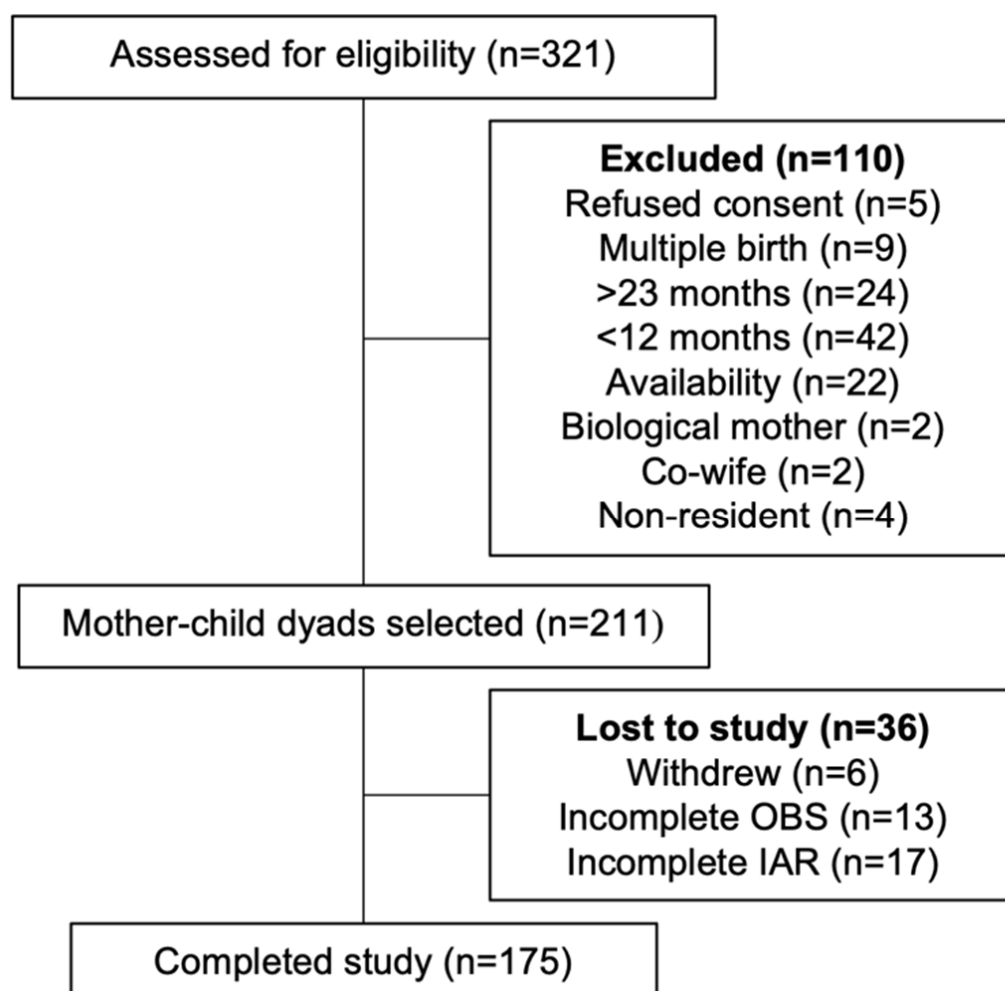 Assessed for eligibility (n=321)
Excluded (n=110)
Refused consent (n=5)
Multiple birth (n=9)
>23 months (n=24)
<12 months (n=42)
Availability (n=22)
Biological mother (n=2)
Co-wife (n=2)
Non-resident (n=4)
Mother-child dyads selected (n=211)
Lost to study (n=36)
Withdrew (n=6)
Incomplete OBS (n=13)
Incomplete IAR (n=17)
Completed study (n=175)